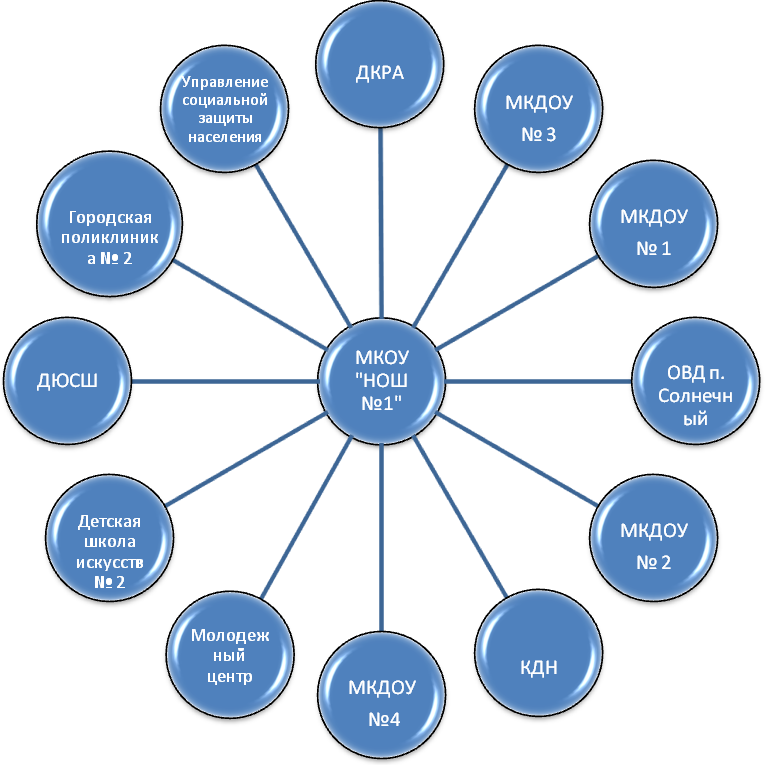 ДКРА
МКДОУ
№ 3
МКДОУ
№ 1
ОВД п.
Солнечн
ый
МКДОУ
№ 2
КДН
МКДОУ
№4
Молодеж
ный
центр
Детская
школа
искусств
№ 2
ДЮСШ
Городская
поликлиник
а № 2
Управление
социальной
защиты
населения
МКОУ
"НОШ
№1"